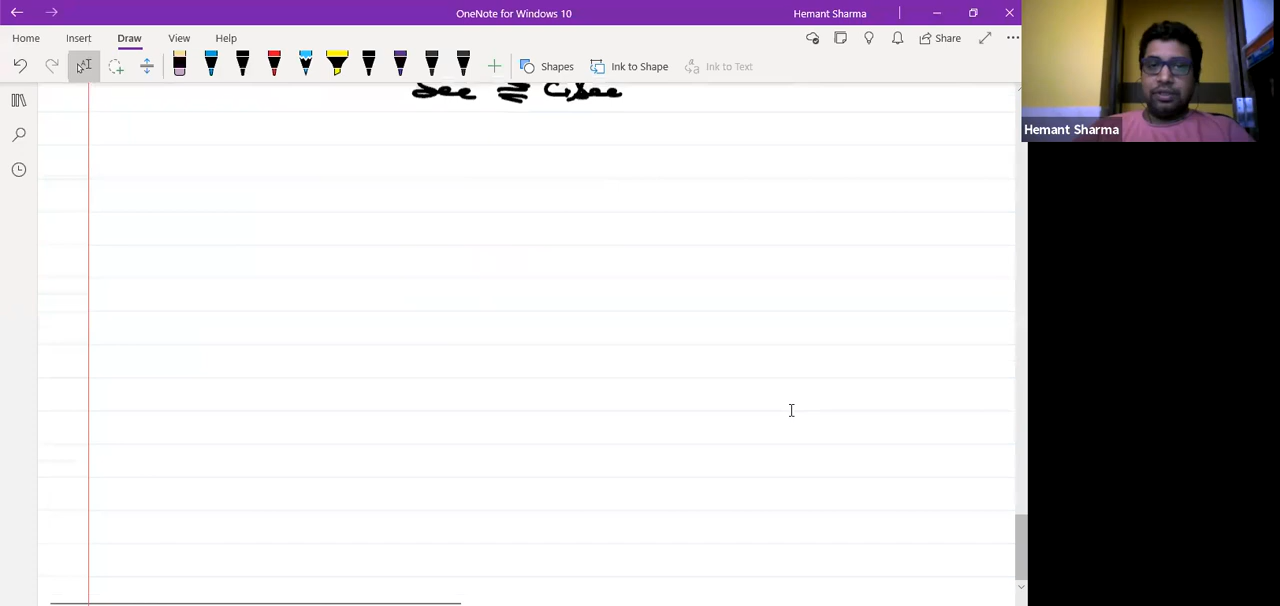 OneNote for Windows 10
Hemant Sharma
Home Insert Draw View Help
Share
Shapes Ink to Shape Ink to Text
Hemant Sharma